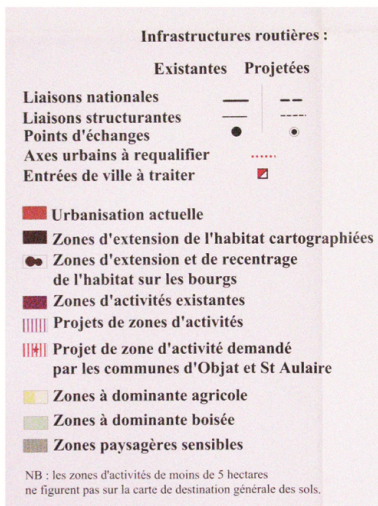 Infrastructures routières :
Existantes Projetées
Liaisons nationales
Liaisons structurantes
Points d'échanges
Axes urbains à requalifier
Entrées de ville à traiter
Urbanisation actuelle
Zones d'extension de l'habitat cartographiées
Zones d'extension et de recentrage
de l'habitat sur les bourgs
Zones d'activités existantes
Projets de zones d'activités
Projet de zone d'activité demandé
par les communes d'Objat et St Aulaire
Zones à dominante agricole
Zones à dominante boisée
Zones paysagères sensibles
NB : les zones d'activités de moins de 5 hectares
ne figurent pas sur la carte de destination générale des sols.